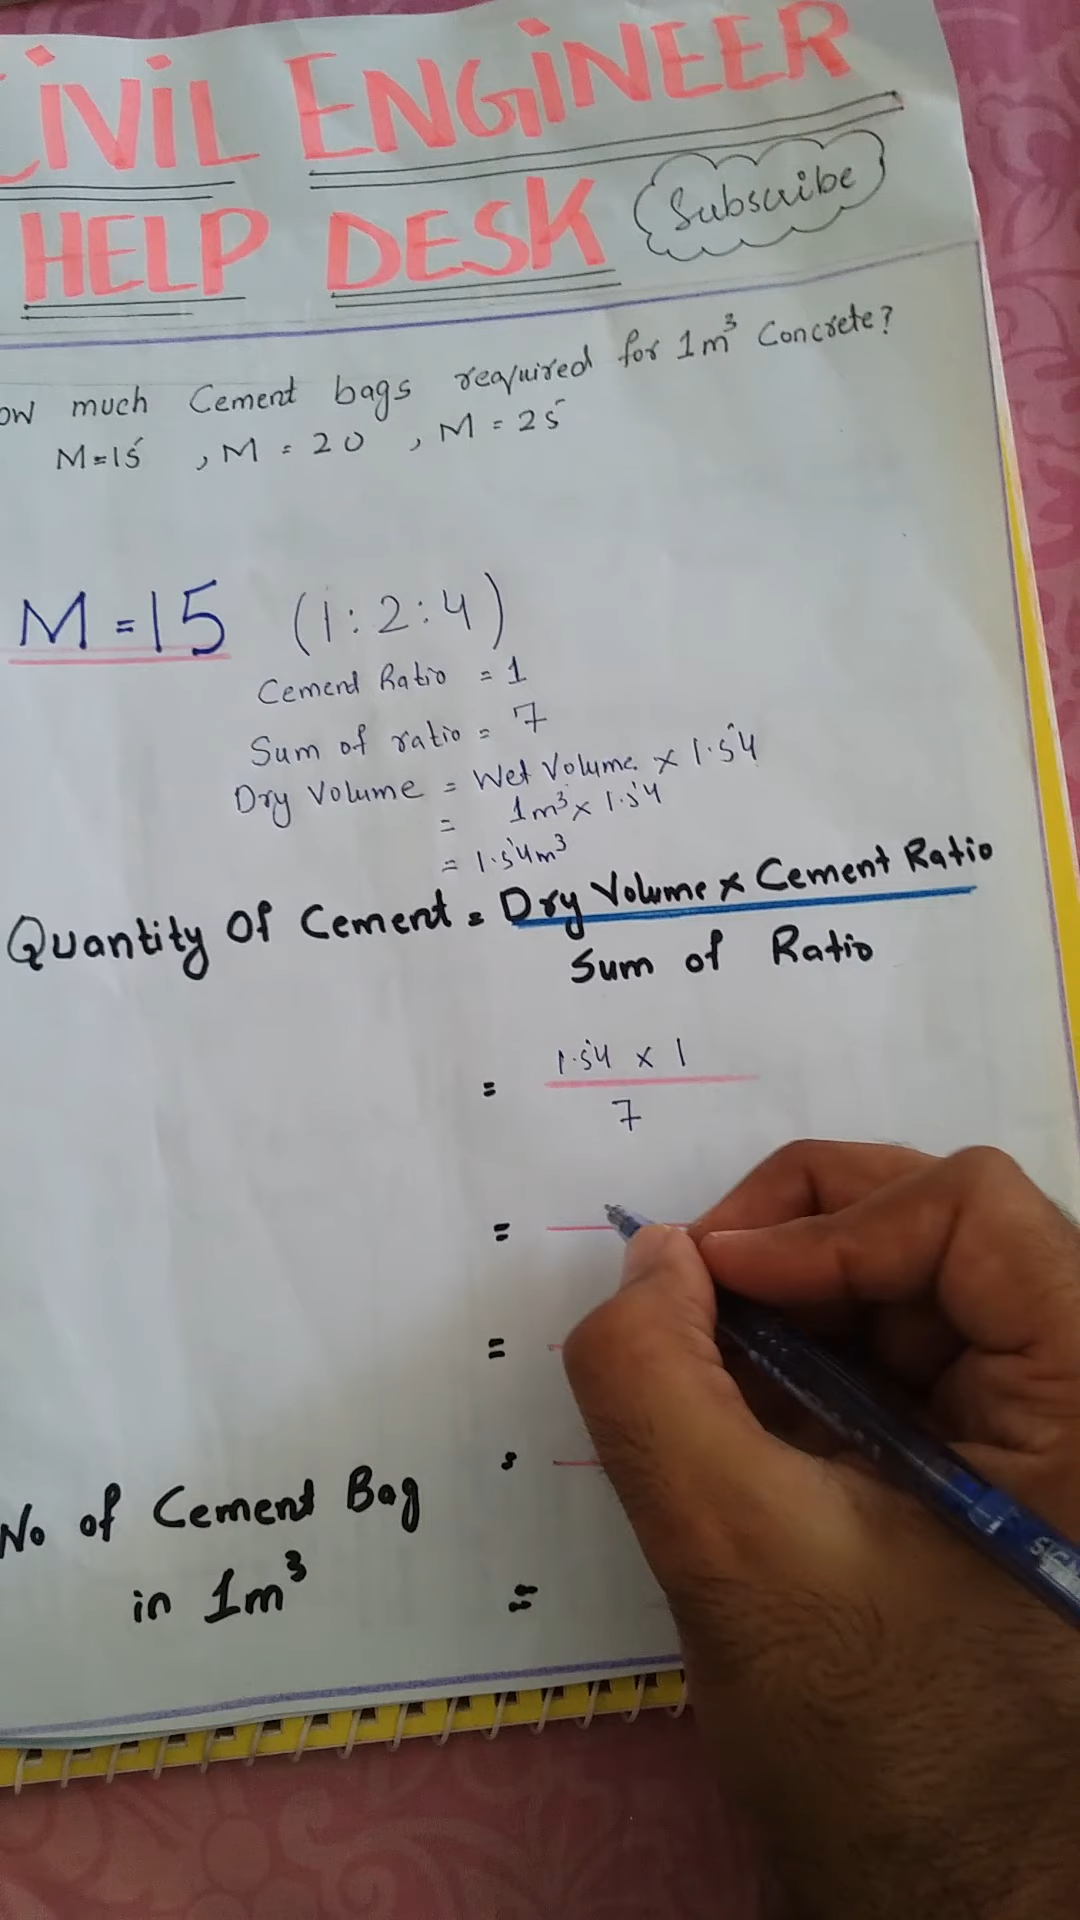 CIVIL ENGINEER
HELP DESK
Subscribe
How much Cement bags required for 1m³ Concrete?
M=15 , M = 20 , M = 25
M = 15 (1:2:4)
Cement Ratio = 1
Sum of ratio = 7
Dry Volume = Wet Volume × 1.54
= 1m³ × 1.54
= 1.54m³
Quantity Of Cement = Dry Volume × Cement Ratio
Sum of Ratio
= 1.54 × 1
7
=
=
=
No of Cement Bag
in 1m³ =